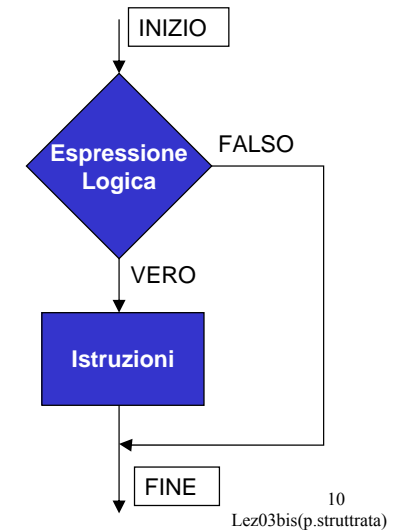 INIZIO
Espressione
Logica
FALSO
VERO
Istruzioni
FINE
10
Lez03bis(p.struttrata)